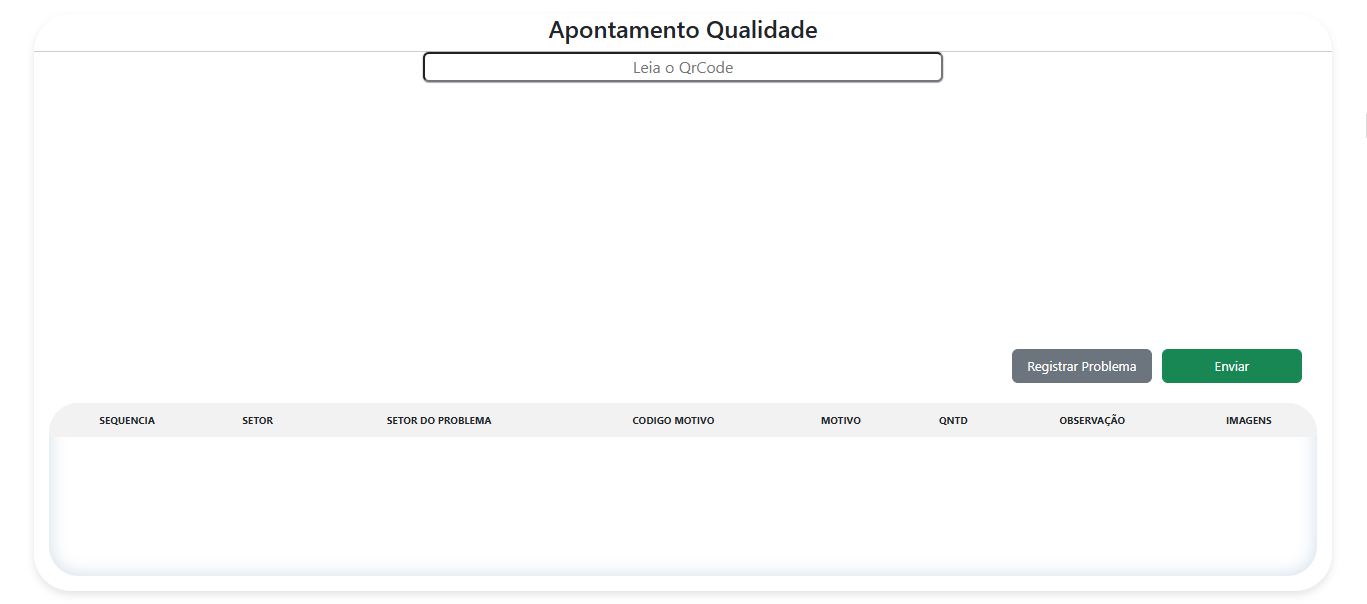 Apontamento Qualidade
Leia o QrCode
Registrar Problema Enviar
SEQUENCIA SETOR SETOR DO PROBLEMA CODIGO MOTIVO MOTIVO QNTD OBSERVAÇÃO IMAGENS